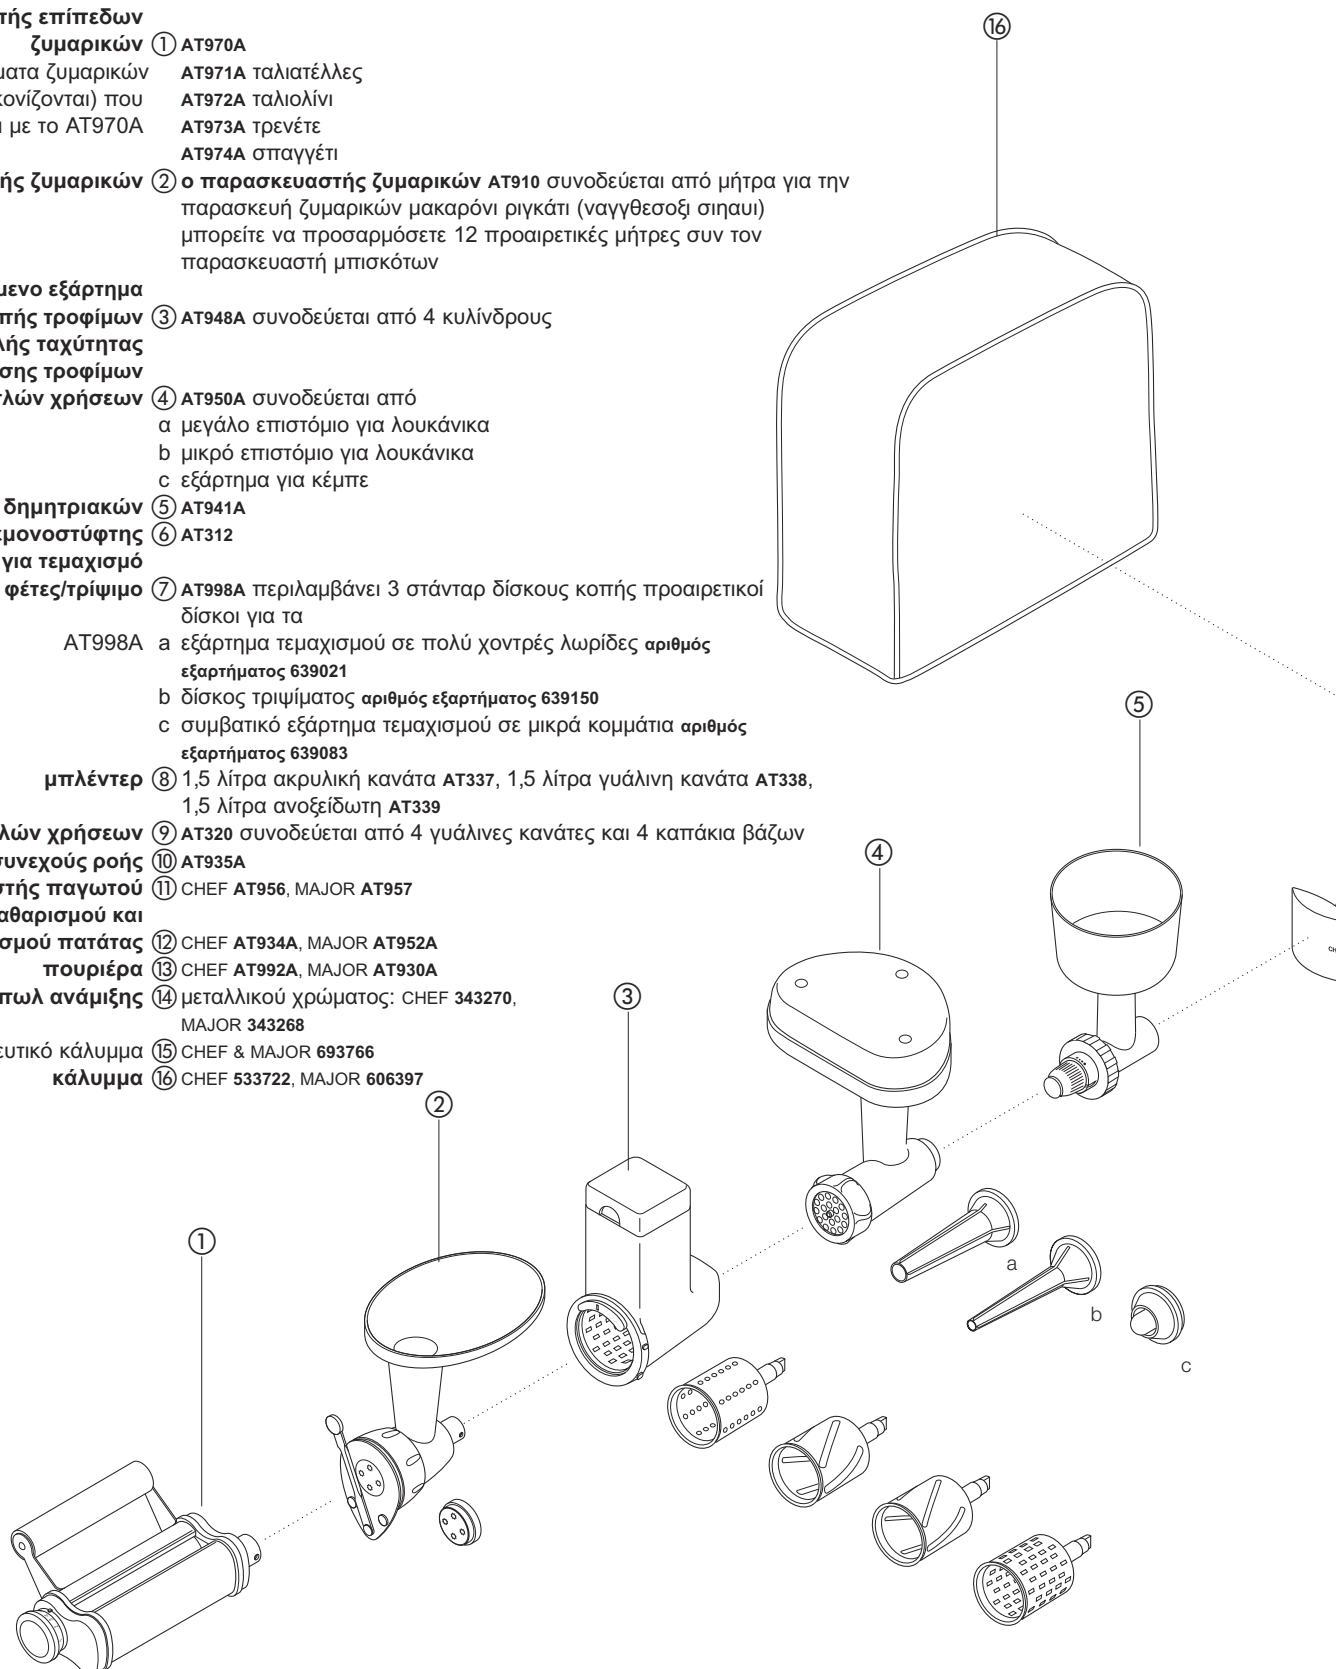 τής επίπεδων
ζυμαρικών ① AT970A
ματα ζυμαρικών AT971A ταλιατέλλες
κονίζονται) που AT972A ταλιολίνι
ι με το AT970A AT973A τρενέτε
AT974A σπαγγέτι
ής ζυμαρικών ② ο παρασκευαστής ζυμαρικών AT910 συνοδεύεται από μήτρα για την
παρασκευή ζυμαρικών μακαρόνι ριγκάτι (ναγγθεσοξι σιηαυι)
μπορείτε να προσαρμόσετε 12 προαιρετικές μήτρες συν τον
παρασκευαστή μπισκότων
μενο εξάρτημα
πής τροφίμων ③ AT948A συνοδεύεται από 4 κυλίνδρους
λής ταχύτητας
σης τροφίμων
πλών χρήσεων ④ AT950A συνοδεύεται από
α μεγάλο επιστόμιο για λουκάνικα
b μικρό επιστόμιο για λουκάνικα
c εξάρτημα για κέμπε
δημητριακών ⑤ AT941A
εμονοστύφτης ⑥ AT312
για τεμαχισμό
φέτες/τρίψιμο ⑦ AT998A περιλαμβάνει 3 στάνταρ δίσκους κοπής προαιρετικοί
δίσκοι για τα
AT998A a εξάρτημα τεμαχισμού σε πολύ χοντρές λωρίδες αριθμός
εξαρτήματος 639021
b δίσκος τριψίματος αριθμός εξαρτήματος 639150
c συμβατικό εξάρτημα τεμαχισμού σε μικρά κομμάτια αριθμός
εξαρτήματος 639083
μπλέντερ ⑧ 1,5 λίτρα ακρυλική κανάτα AT337, 1,5 λίτρα γυάλινη κανάτα AT338,
1,5 λίτρα ανοξείδωτη AT339
λών χρήσεων ⑨ AT320 συνοδεύεται από 4 γυάλινες κανάτες και 4 καπάκια βάζων
συνεχούς ροής ⑩ AT935A
στής παγωτού ⑪ CHEF AT956, MAJOR AT957
αθαρισμού και
σμού πατάτας ⑫ CHEF AT934A, MAJOR AT952A
πουριέρα ⑬ CHEF AT992A, MAJOR AT930A
πωλ ανάμιξης ⑭ μεταλλικού χρώματος: CHEF 343270,
MAJOR 343268
ευτικό κάλυμμα ⑮ CHEF & MAJOR 693766
κάλυμμα ⑯ CHEF 533722, MAJOR 606397
⑯
⑤
④
③
②
①
a
b
c
CH